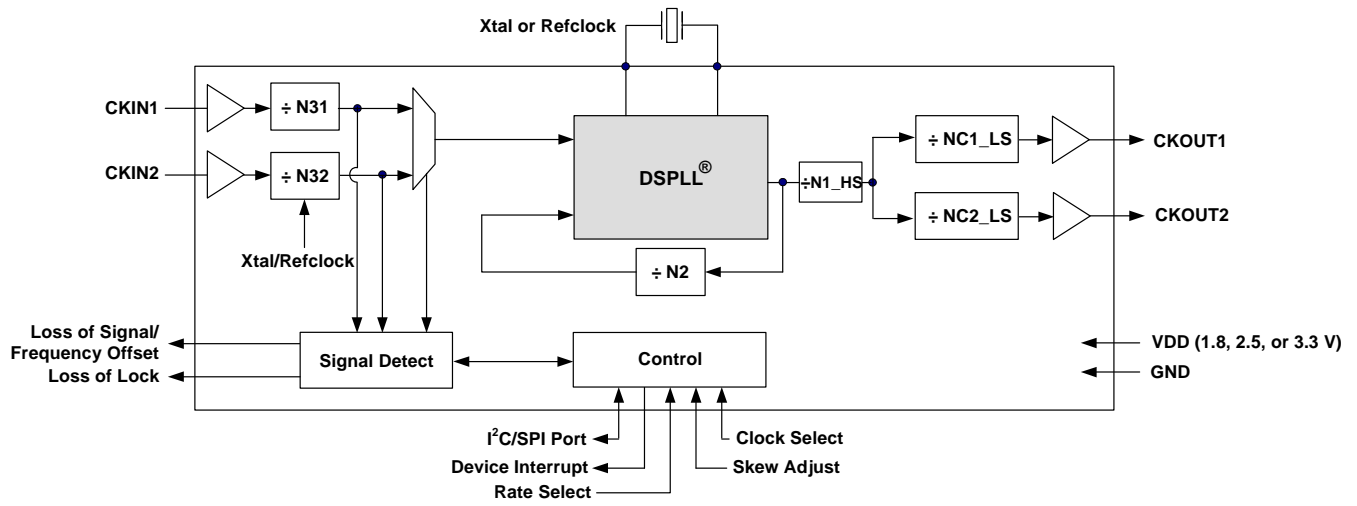 Xtal or Refclock
CKIN1
÷ N31
CKIN2
÷ N32
Xtal/Refclock
DSPLL®
÷N1_HS
÷ NC1_LS
CKOUT1
÷ NC2_LS
CKOUT2
÷ N2
Loss of Signal/
Frequency Offset
Loss of Lock
Signal Detect
Control
VDD (1.8, 2.5, or 3.3 V)
GND
I²C/SPI Port
Device Interrupt
Rate Select
Clock Select
Skew Adjust